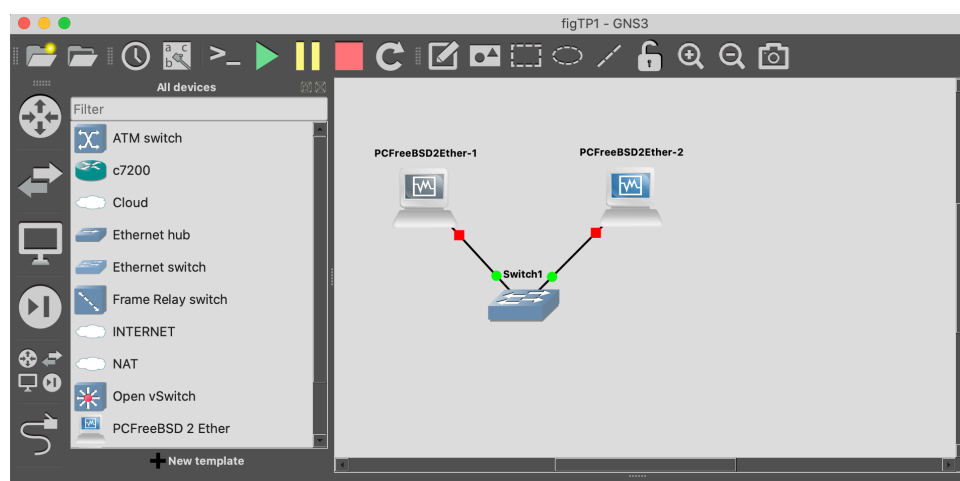 figTP1 - GNS3
All devices
Filter
ATM switch
c7200
Cloud
Ethernet hub
Ethernet switch
Frame Relay switch
INTERNET
NAT
Open vSwitch
PCFreeBSD 2 Ether
New template
PCFreeBSD2Ether-1
PCFreeBSD2Ether-2
Switch1